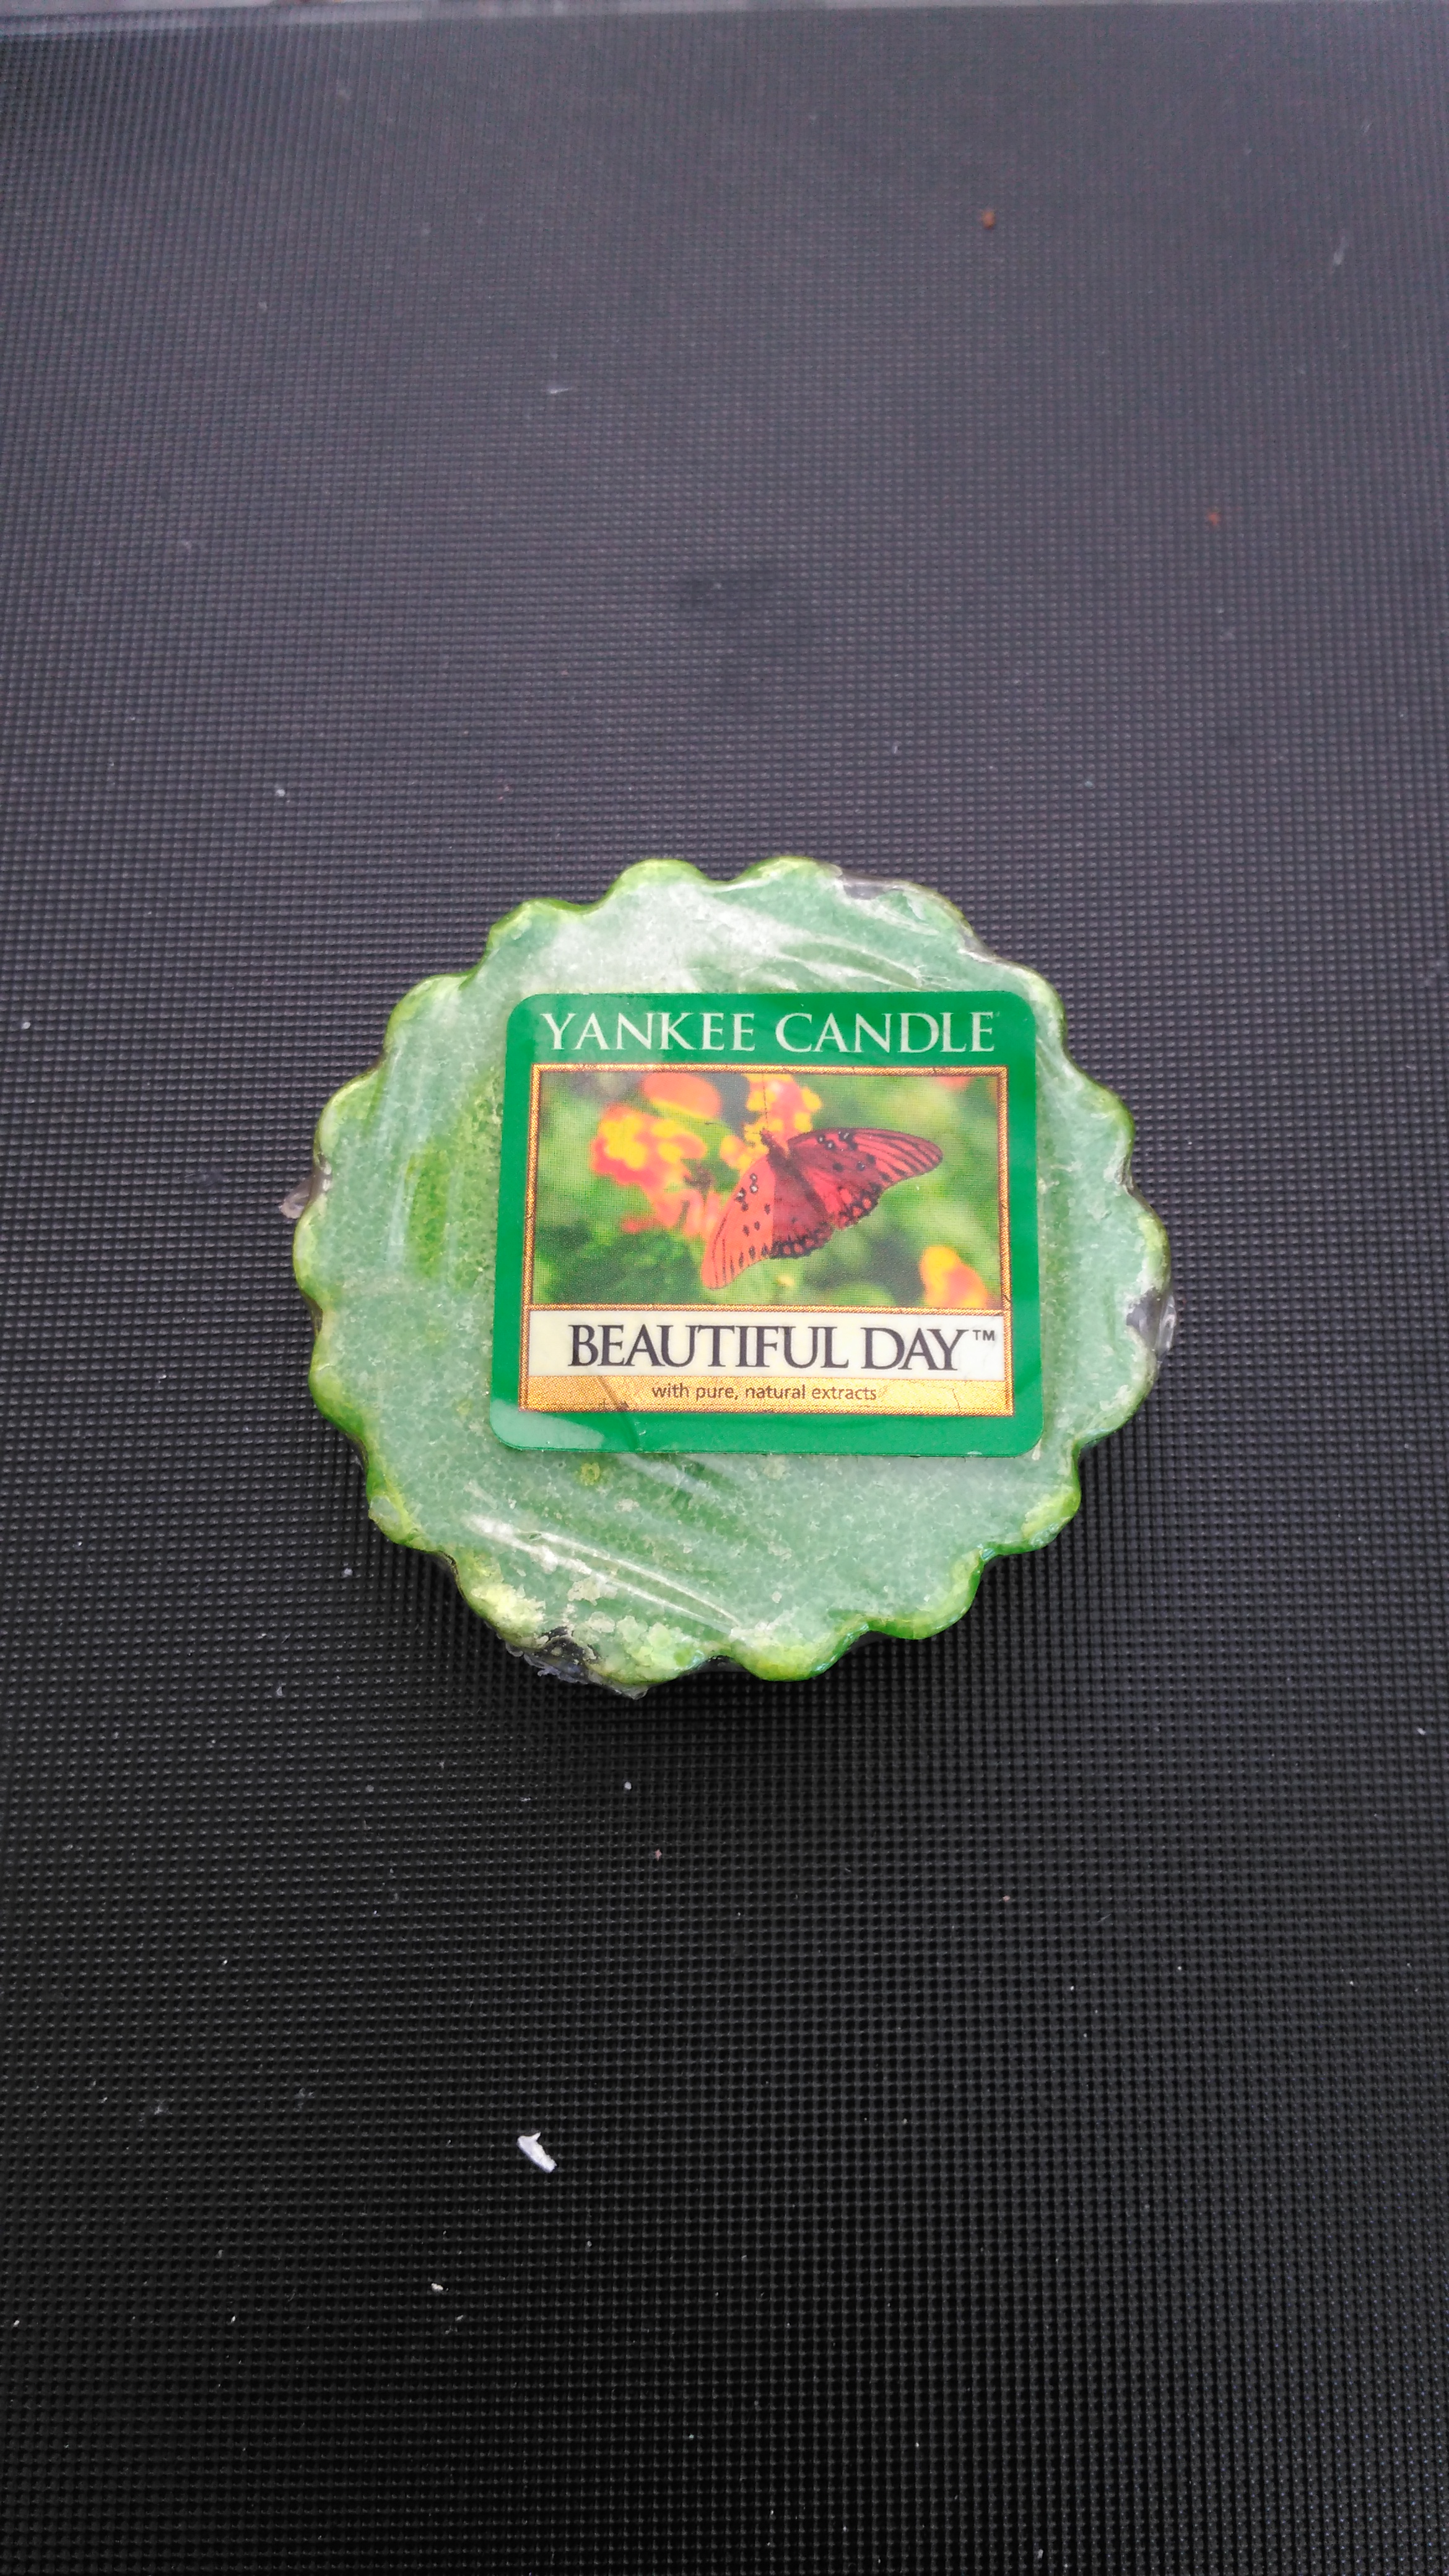 YANKEE CANDLE
BEAUTIFUL DAY™
with pure, natural extracts